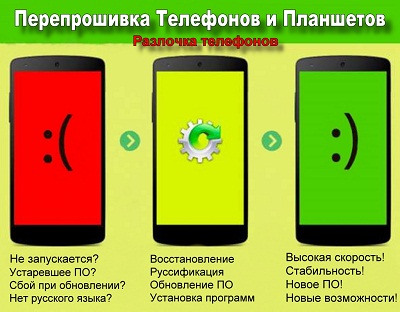 Перепрошивка Телефонов и Планшетов
Разлочка телефонов
:(
:)
Не запускается?
Устаревшее ПО?
Сбой при обновлении?
Нет русского языка?
Восстановление
Руссификация
Обновление ПО
Установка программ
Высокая скорость!
Стабильность!
Новое ПО!
Новые возможности!